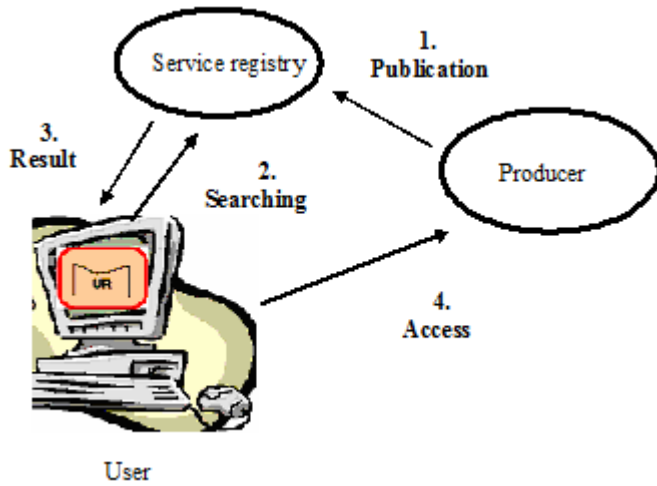 Service registry
1.
Publication
3.
Result
2.
Searching
Producer
UR
4.
Access
User